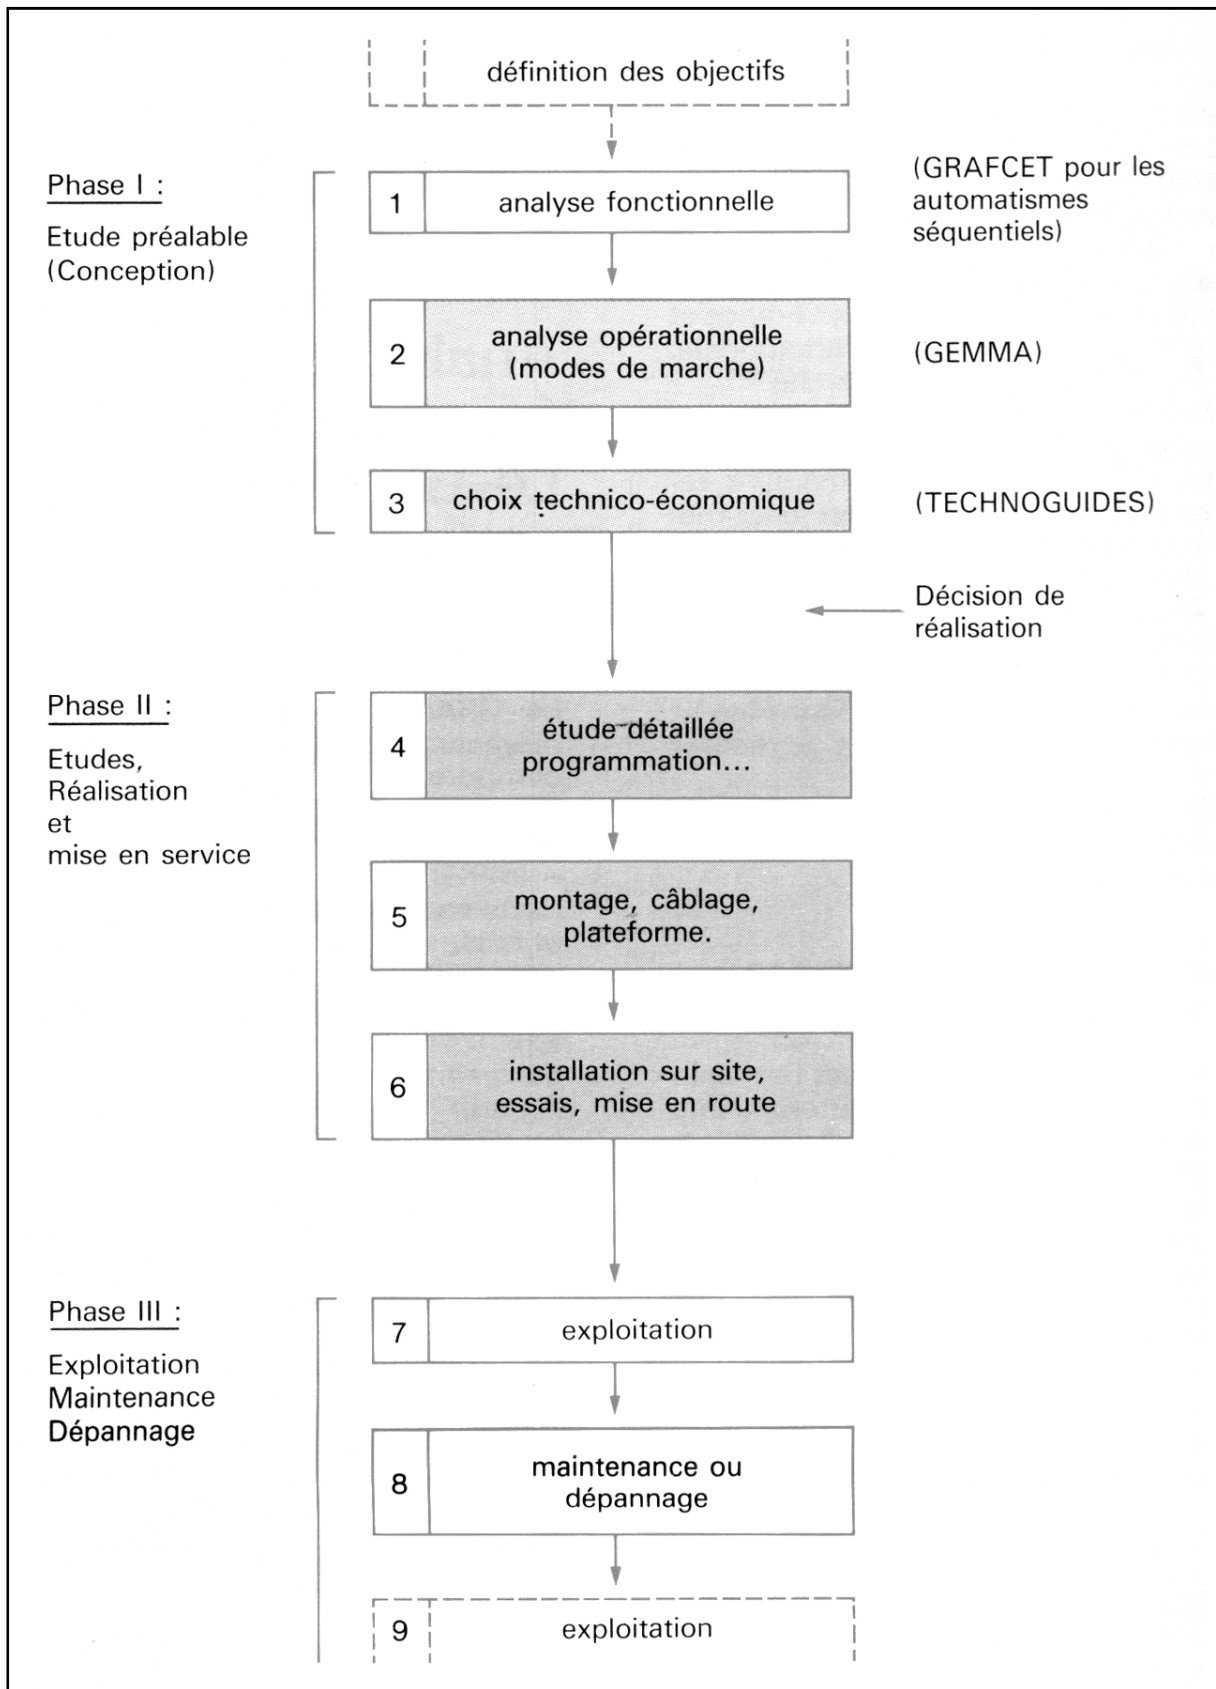 définition des objectifs
Phase I :
Etude préalable
(Conception)
1
analyse fonctionnelle
(GRAFCET pour les
automatismes
séquentiels)
2
analyse opérationnelle
(modes de marche)
(GEMMA)
3
choix technico-économique
(TECHNOGUIDES)
Décision de
réalisation
Phase II :
Etudes,
Réalisation
et
mise en service
4
étude détaillée
programmation...
5
montage, câblage,
plateforme.
6
installation sur site,
essais, mise en route
Phase III :
Exploitation
Maintenance
Dépannage
7
exploitation
8
maintenance ou
dépannage
9
exploitation